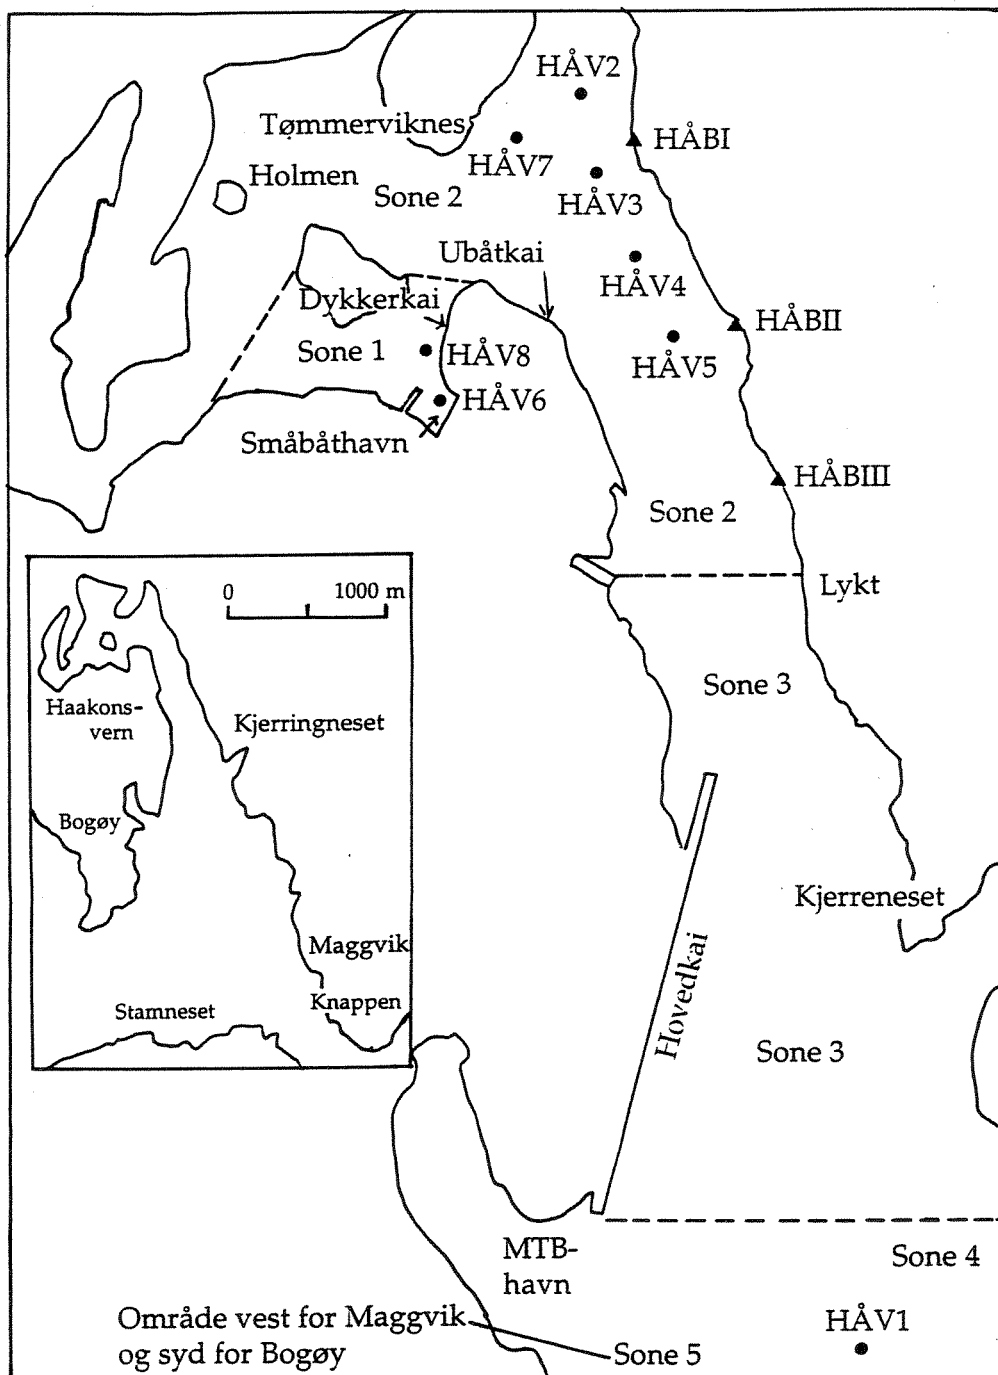 HÅV2
Tømmerviknes
HÅBI
HÅV7
Holmen
HÅV3
Sone 2
Ubåtkai
HÅV4
Dykkerkai
HÅBII
Sone 1
HÅV8
HÅV5
HÅV6
Småbåthavn
HÅBIII
Sone 2
Lykt
0 1000 m
Sone 3
Haakons-
vern
Kjerringneset
Bogøy
Kjerreneset
Maggvik
Knappen
Stamneset
Hovedkai
Sone 3
MTB-
havn
Sone 4
Område vest for Maggvik
og syd for Bogøy
HÅV1
Sone 5